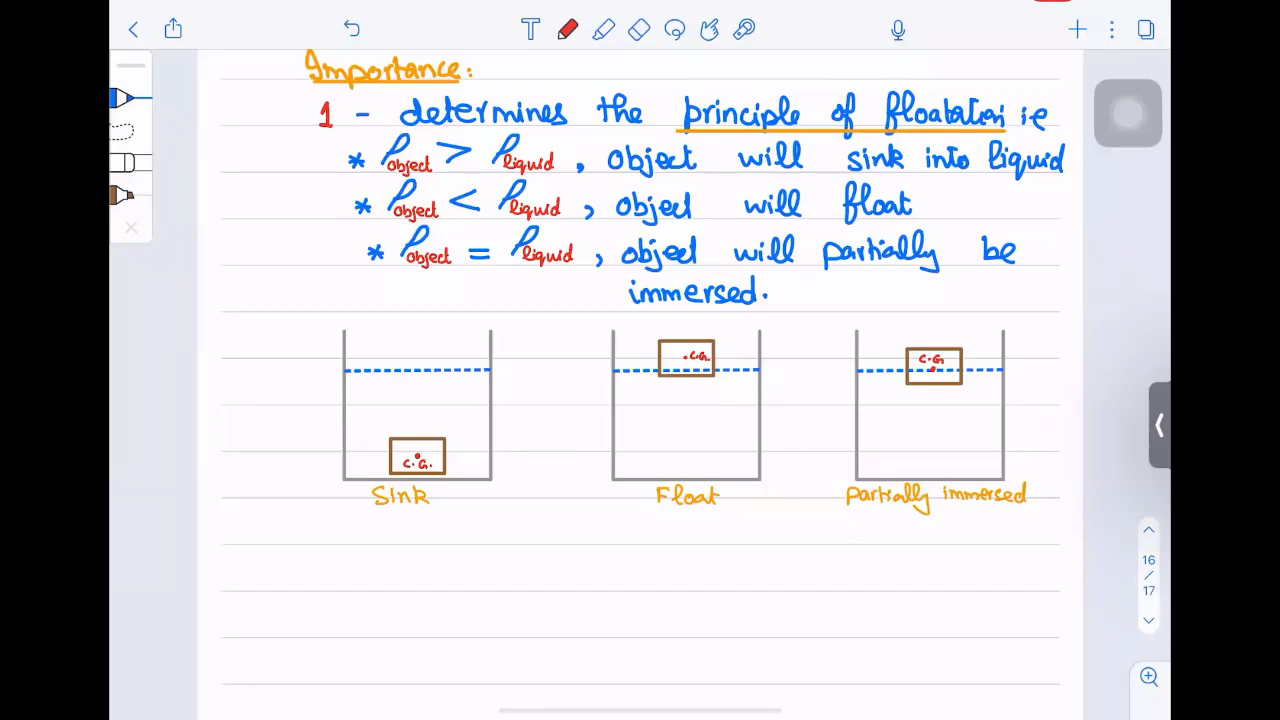 Importance:
1 - determines the principle of floatation i.e
* ρobject > ρliquid, object will sink into liquid
* ρobject < ρliquid, object will float
* ρobject = ρliquid, object will partially be
immersed.
C.G.
C.G.
C.G.
Sink
Float
Partially immersed
T
16
/
17